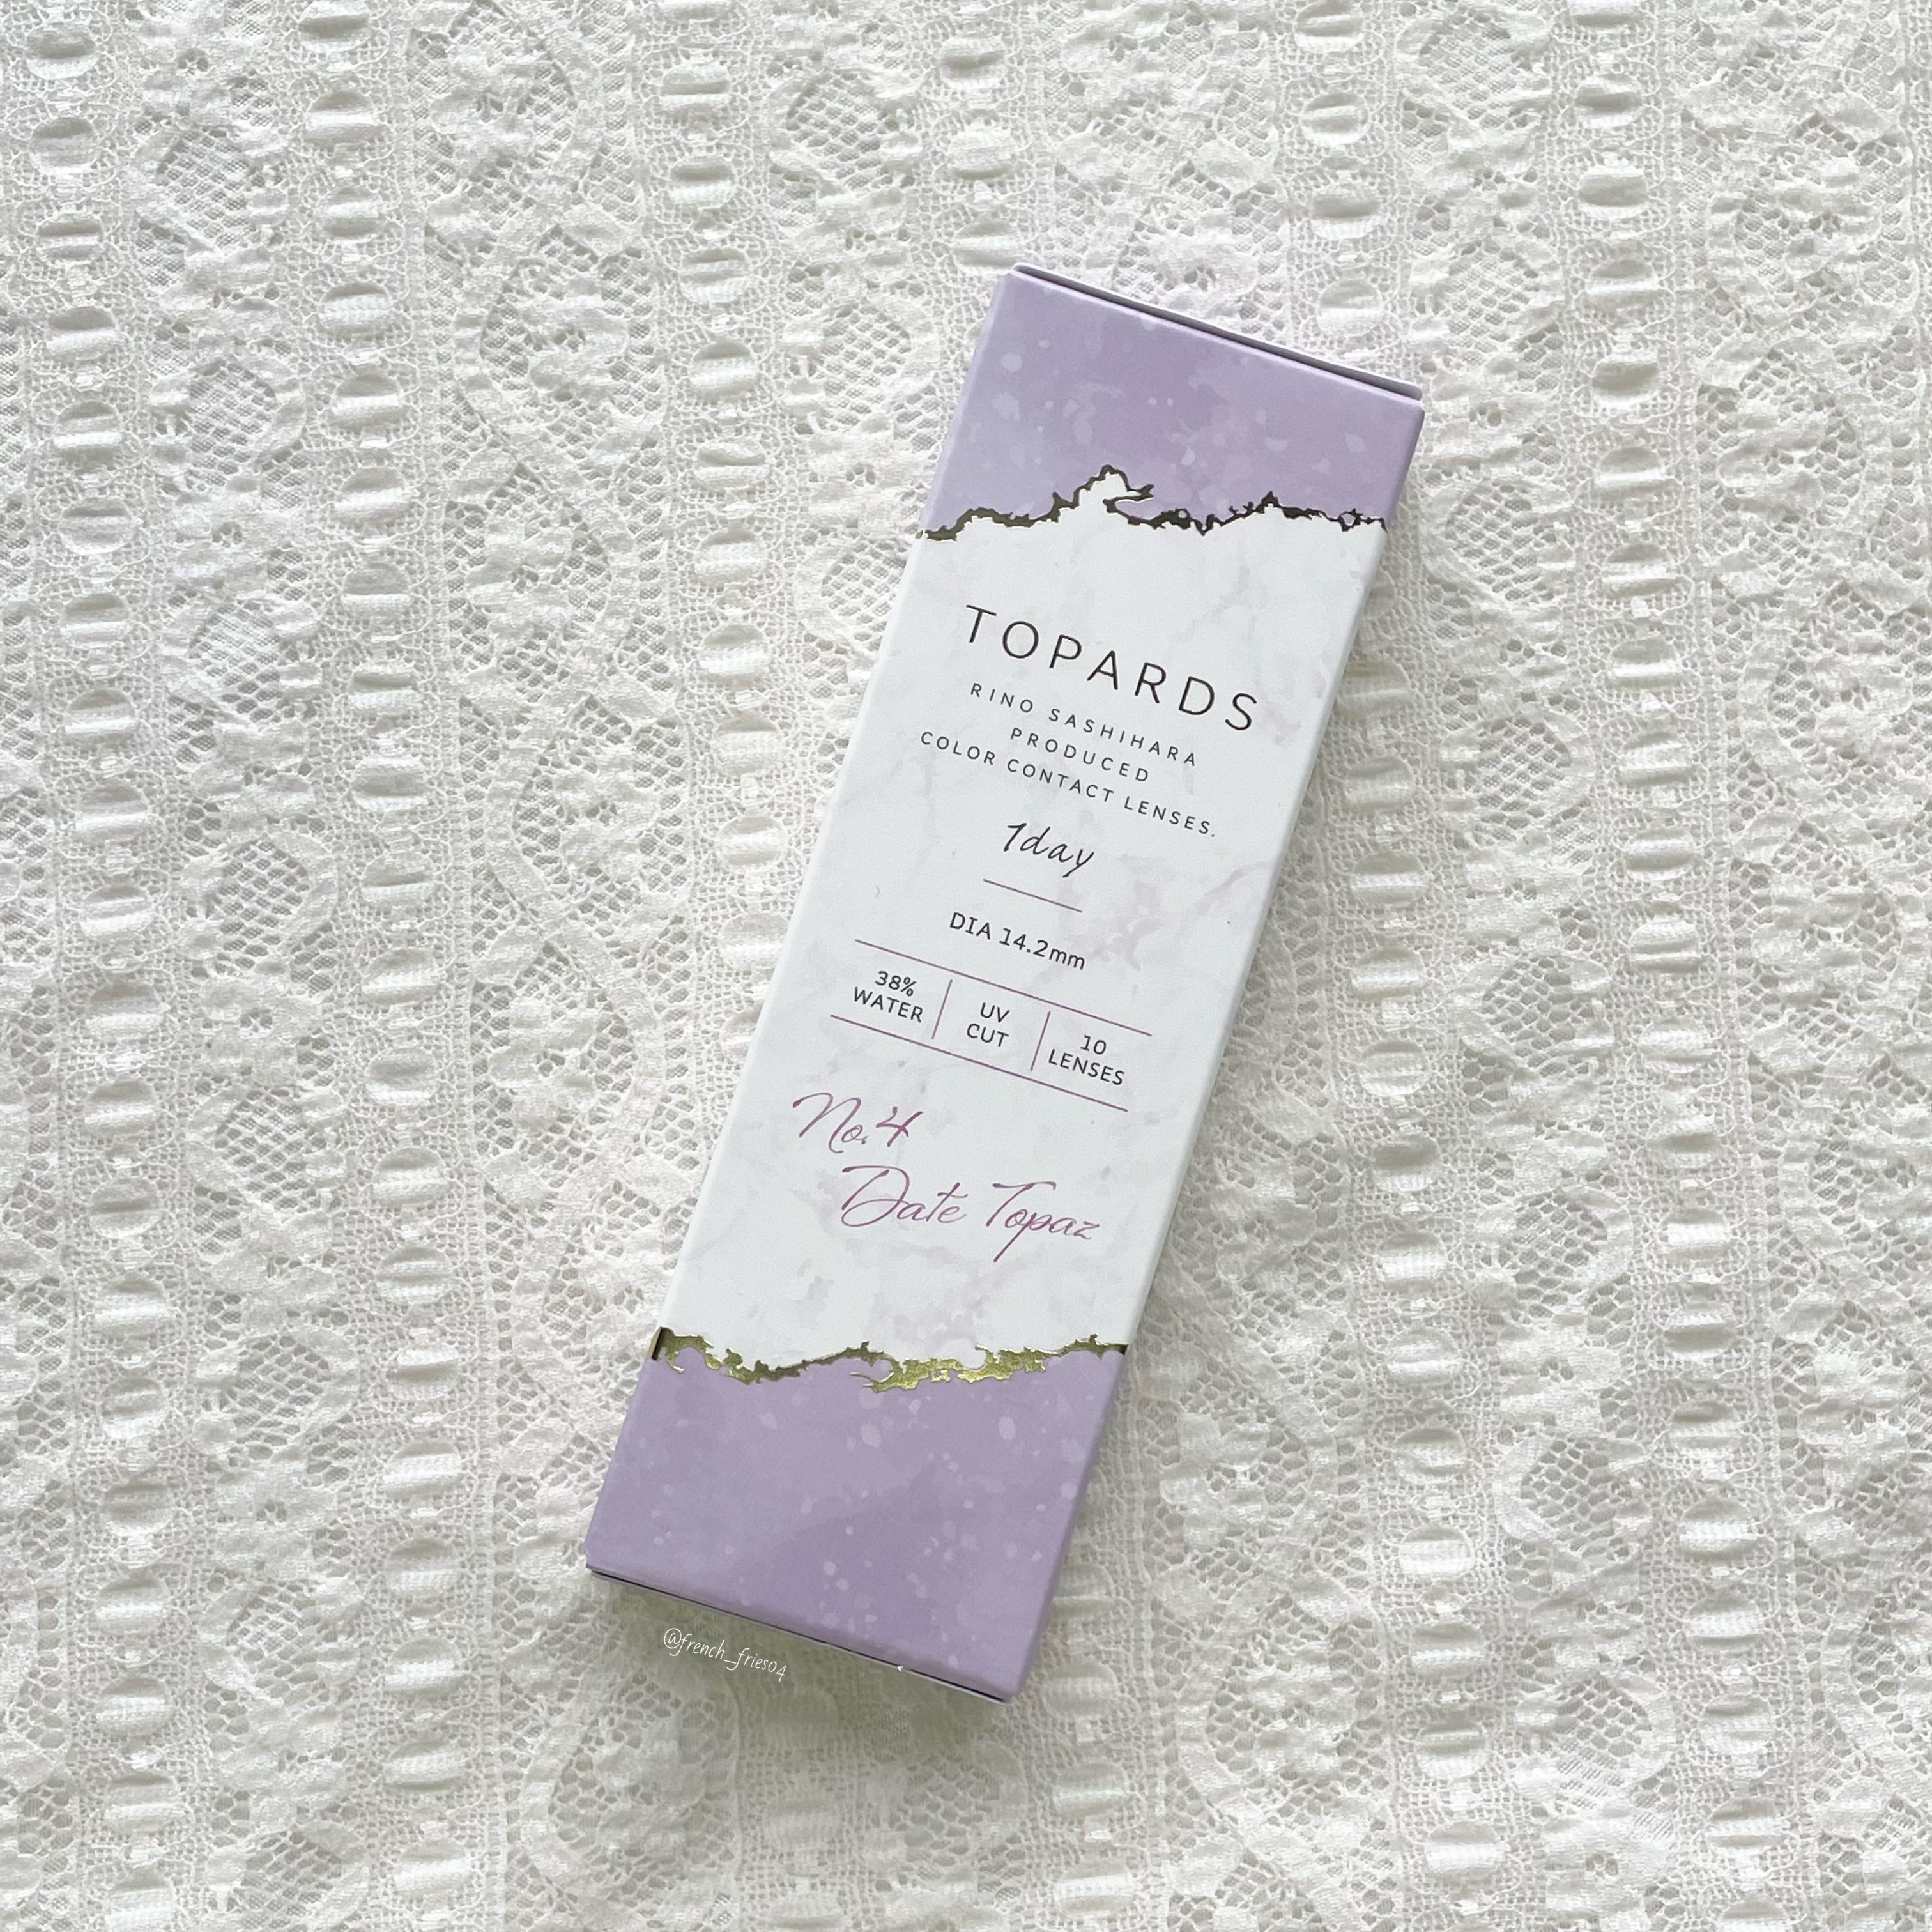 TOPARDS
RINO SASHIHARA
PRODUCED
COLOR CONTACT LENSES.
1day
DIA 14.2mm
38%
WATER
UV
CUT
10
LENSES
No.4
Date Topaz
@french_fries04